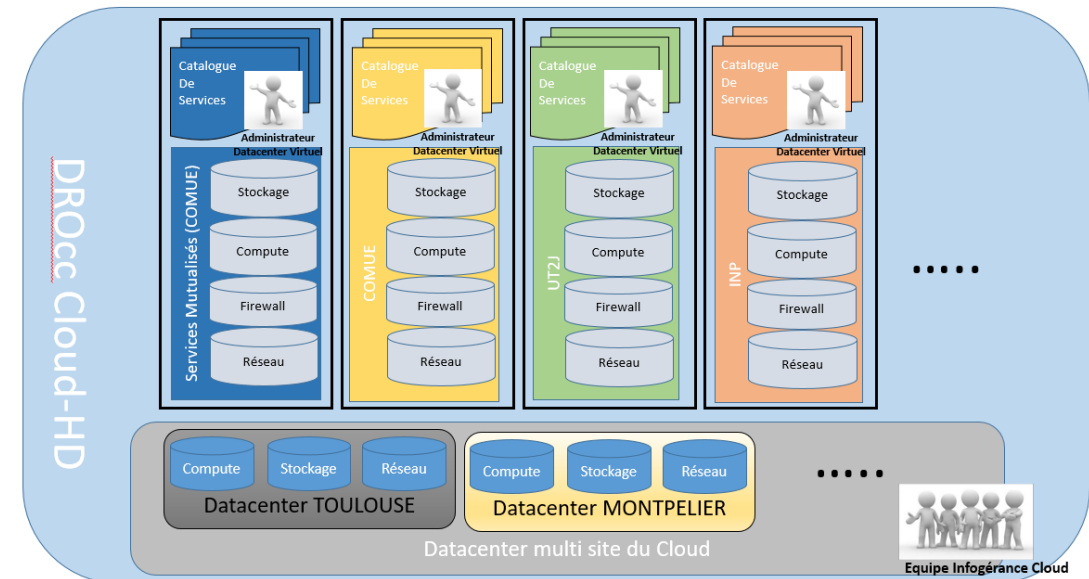 DROcc Cloud-HD
Catalogue
De
Services
Administrateur
Datacenter Virtuel
Services Mutualisés (COMUE)
Stockage
Compute
Firewall
Réseau
Catalogue
De
Services
Administrateur
Datacenter Virtuel
COMUE
Stockage
Compute
Firewall
Réseau
Catalogue
De
Services
Administrateur
Datacenter Virtuel
UT2J
Stockage
Compute
Firewall
Réseau
Catalogue
De
Services
Administrateur
Datacenter Virtuel
INP
Stockage
Compute
Firewall
Réseau
.....
Compute
Stockage
Réseau
Datacenter TOULOUSE
Compute
Stockage
Réseau
Datacenter MONTPELIER
.....
Datacenter multi site du Cloud
Equipe Infogérance Cloud